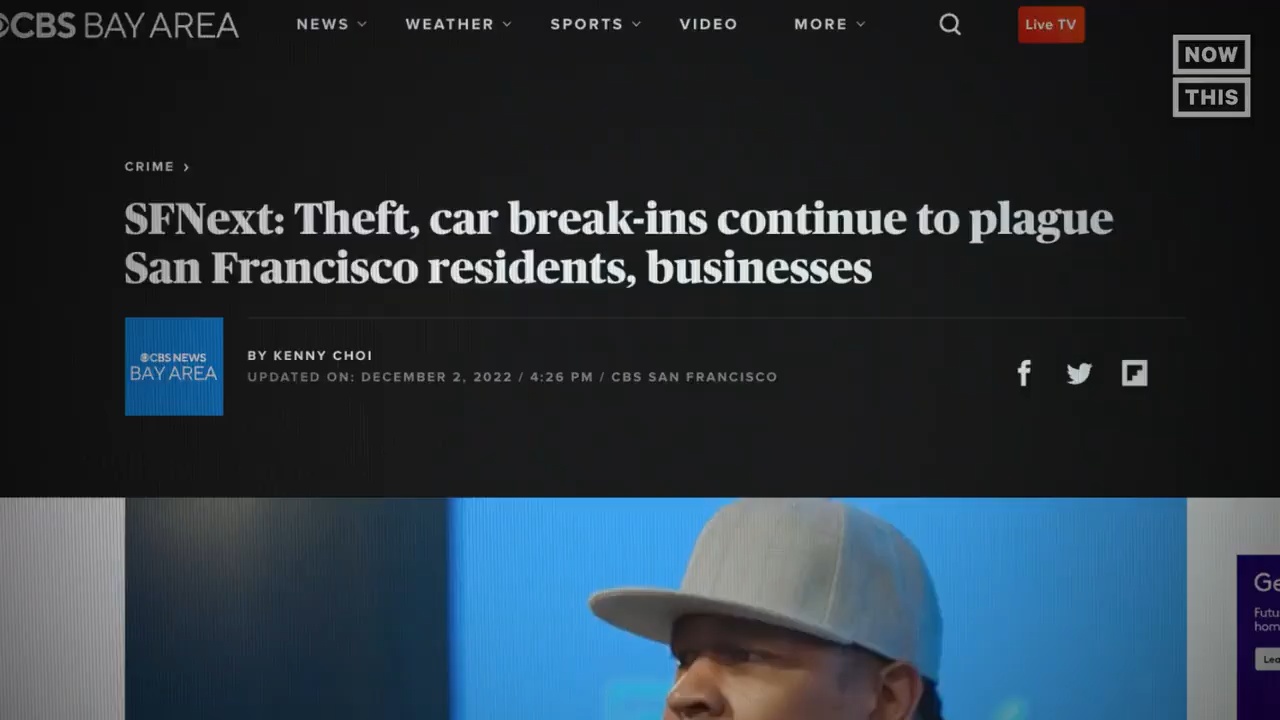 CBS BAY AREA
NEWS
WEATHER
SPORTS
VIDEO
MORE
Live TV
NOW
THIS
CRIME ›
SFNext: Theft, car break-ins continue to plague
San Francisco residents, businesses
CBS NEWS
BAY AREA
BY KENNY CHOI
UPDATED ON: DECEMBER 2, 2022 / 4:26 PM / CBS SAN FRANCISCO